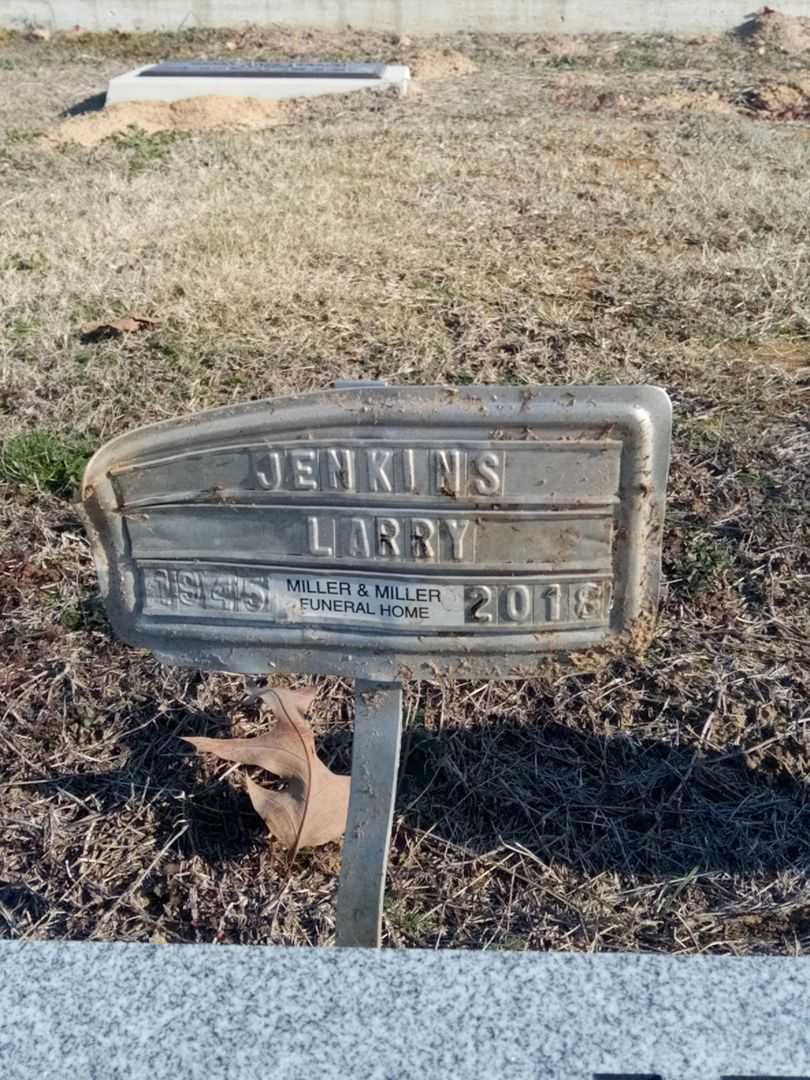 JENKINS
LARRY
1945 MILLER & MILLER FUNERAL HOME 2018